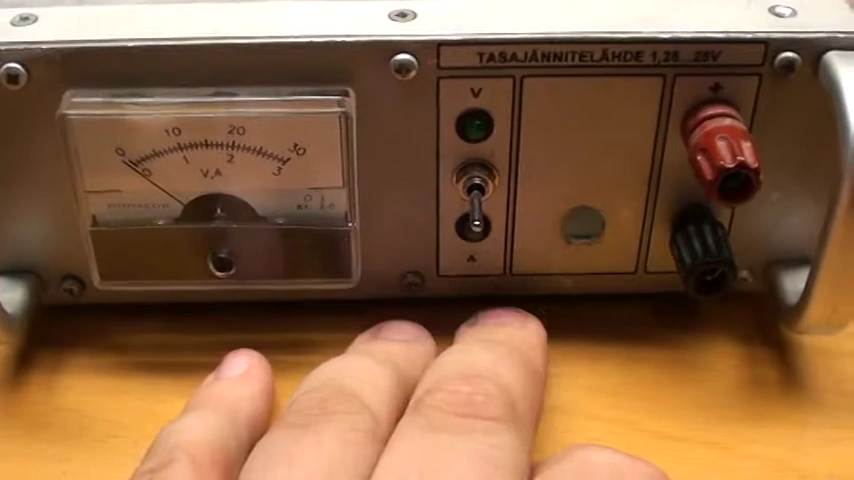 TASAJÄNNITELÄHDE 1,25 ... 25V
V
+
10 20
0 30
0 1 2 3
V,A
A
-